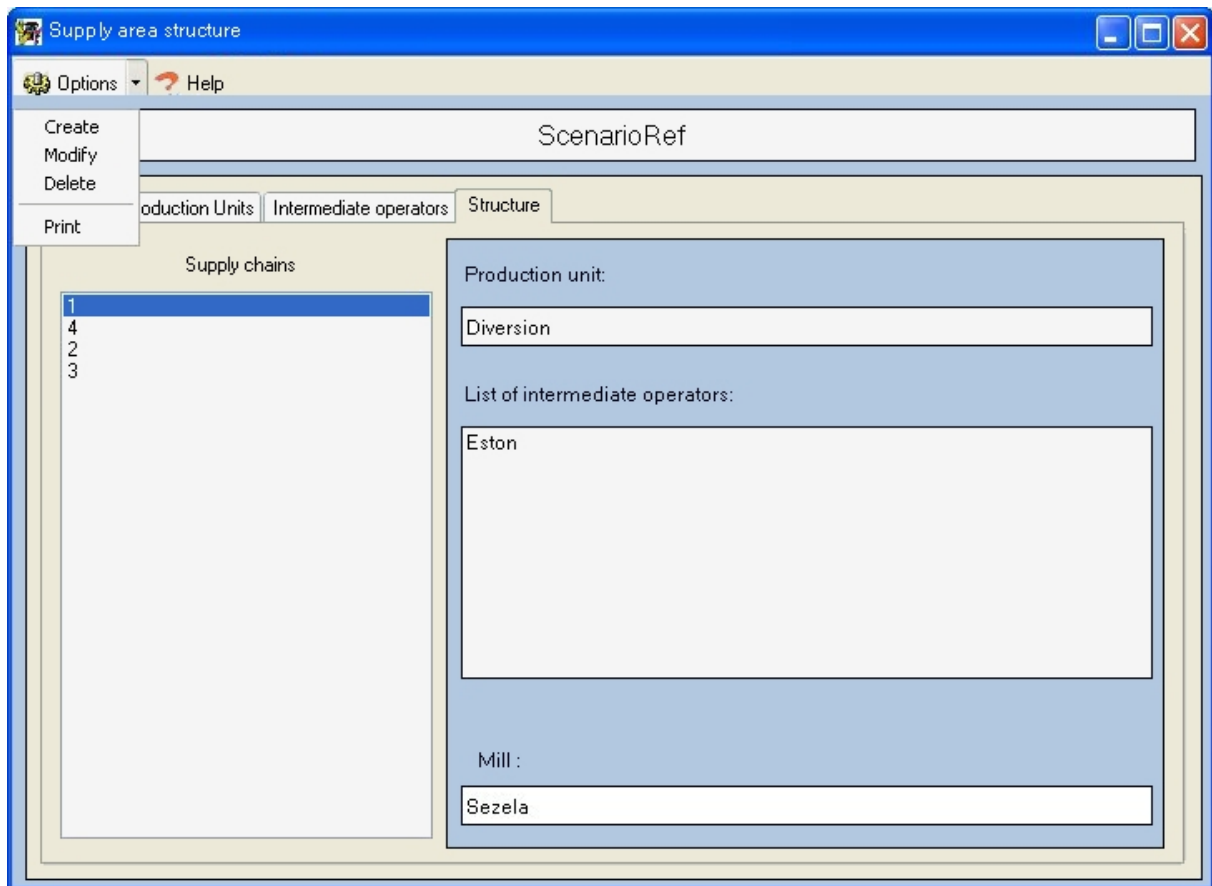 Supply area structure
Options Help
Create
Modify
Delete
Print
ScenarioRef
oduction Units Intermediate operators Structure
Supply chains
1
4
2
3
Production unit:
Diversion
List of intermediate operators:
Eston
Mill :
Sezela